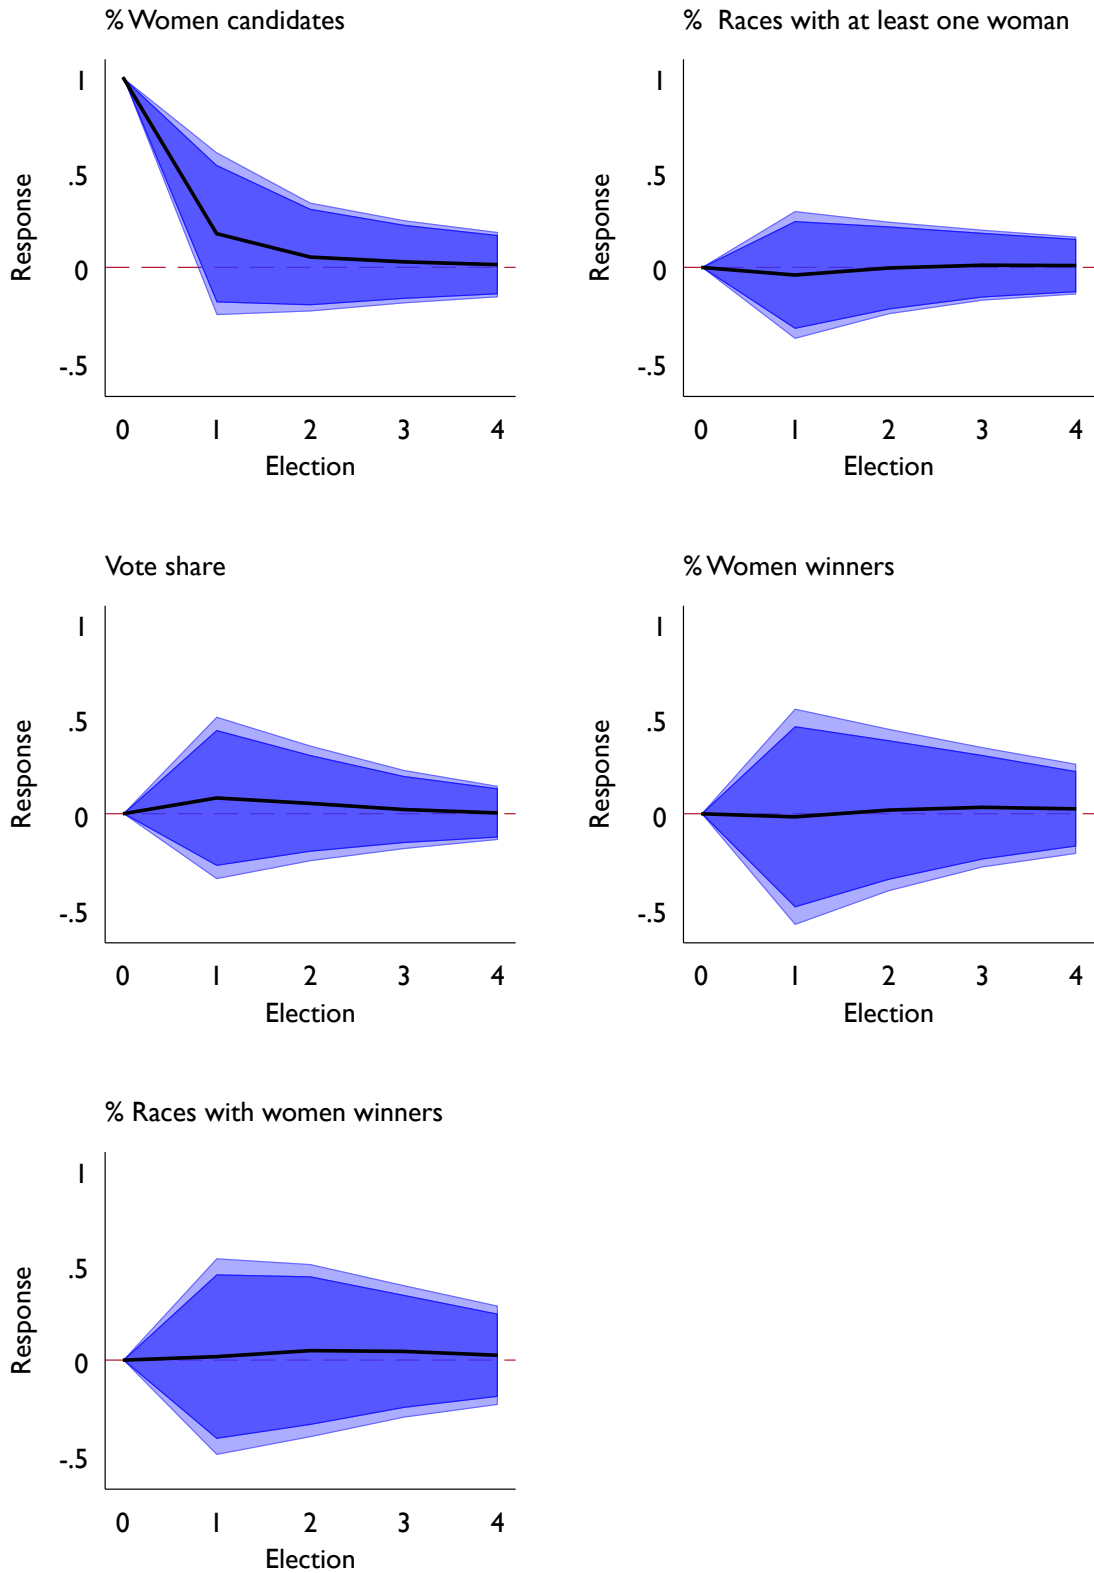 % Women candidates
Response
1
.5
0
-.5
0 1 2 3 4
Election
% Races with at least one woman
Response
1
.5
0
-.5
0 1 2 3 4
Election
Vote share
Response
1
.5
0
-.5
0 1 2 3 4
Election
% Women winners
Response
1
.5
0
-.5
0 1 2 3 4
Election
% Races with women winners
Response
1
.5
0
-.5
0 1 2 3 4
Election